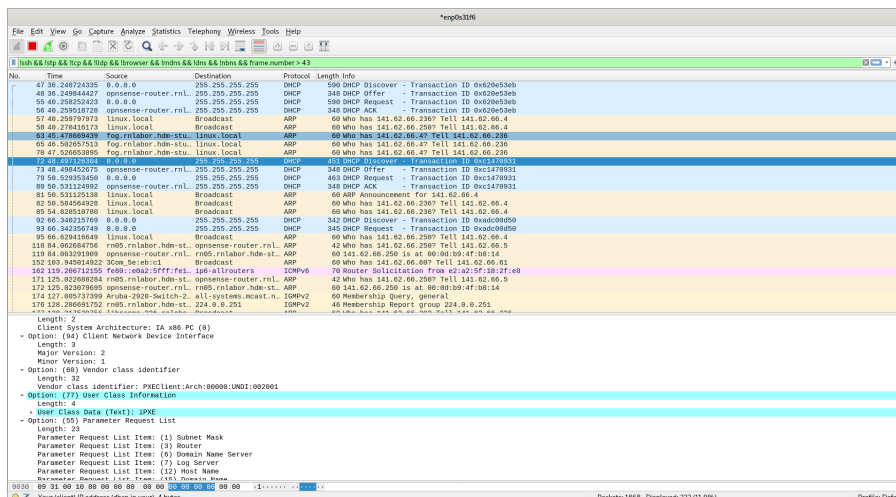 *enp0s31f6
File Edit View Go Capture Analyze Statistics Telephony Wireless Tools Help
!ssh && !stp && !tcp && !lldp && !browser && !mdns && !dns && !nbns && frame.number > 43
No. Time Source Destination Protocol Length Info
47 36.248724335 0.0.0.0 255.255.255.255 DHCP 590 DHCP Discover - Transaction ID 0x620e53eb
48 36.249844427 opnsense-router.rnl… 255.255.255.255 DHCP 348 DHCP Offer - Transaction ID 0x620e53eb
55 40.258252423 0.0.0.0 255.255.255.255 DHCP 590 DHCP Request - Transaction ID 0x620e53eb
56 40.259518728 opnsense-router.rnl… 255.255.255.255 DHCP 348 DHCP ACK - Transaction ID 0x620e53eb
57 40.259797973 linux.local Broadcast ARP 60 Who has 141.62.66.236? Tell 141.62.66.4
58 40.270416173 linux.local Broadcast ARP 60 Who has 141.62.66.250? Tell 141.62.66.4
63 45.478669439 fog.rnlabor.hdm-stu… linux.local ARP 60 Who has 141.62.66.4? Tell 141.62.66.236
65 46.502657513 fog.rnlabor.hdm-stu… linux.local ARP 60 Who has 141.62.66.4? Tell 141.62.66.236
70 47.526653895 fog.rnlabor.hdm-stu… linux.local ARP 60 Who has 141.62.66.4? Tell 141.62.66.236
72 48.497126304 0.0.0.0 255.255.255.255 DHCP 451 DHCP Discover - Transaction ID 0xc1470931
73 48.498452675 opnsense-router.rnl… 255.255.255.255 DHCP 348 DHCP Offer - Transaction ID 0xc1470931
79 50.529353450 0.0.0.0 255.255.255.255 DHCP 463 DHCP Request - Transaction ID 0xc1470931
80 50.531124992 opnsense-router.rnl… 255.255.255.255 DHCP 348 DHCP ACK - Transaction ID 0xc1470931
81 50.531125138 linux.local Broadcast ARP 60 ARP Announcement for 141.62.66.4
82 50.584564928 linux.local Broadcast ARP 60 Who has 141.62.66.236? Tell 141.62.66.4
85 54.828510780 linux.local Broadcast ARP 60 Who has 141.62.66.236? Tell 141.62.66.4
92 66.340215769 0.0.0.0 255.255.255.255 DHCP 342 DHCP Discover - Transaction ID 0xadc00d50
93 66.342356749 0.0.0.0 255.255.255.255 DHCP 345 DHCP Request - Transaction ID 0xadc00d50
95 66.629416649 linux.local Broadcast ARP 60 Who has 141.62.66.250? Tell 141.62.66.4
118 84.062684756 rn05.rnlabor.hdm-st… opnsense-router.rnl… ARP 42 Who has 141.62.66.250? Tell 141.62.66.5
119 84.063291909 opnsense-router.rnl… rn05.rnlabor.hdm-st… ARP 60 141.62.66.250 is at 00:0d:b9:4f:b8:14
152 103.945014922 3Com_5e:eb:c1 Broadcast ARP 60 Who has 141.62.66.60? Tell 141.62.66.61
162 119.206712155 fe80::e0a2:5fff:fe1… ip6-allrouters ICMPv6 70 Router Solicitation from e2:a2:5f:18:2f:e8
171 125.022688264 rn05.rnlabor.hdm-st… opnsense-router.rnl… ARP 42 Who has 141.62.66.250? Tell 141.62.66.5
172 125.023079695 opnsense-router.rnl… rn05.rnlabor.hdm-st… ARP 60 141.62.66.250 is at 00:0d:b9:4f:b8:14
174 127.005737399 Aruba-2920-Switch-2… all-systems.mcast.n… IGMPv2 60 Membership Query, general
176 128.286691752 rn05.rnlabor.hdm-st… 224.0.0.251 IGMPv2 46 Membership Report group 224.0.0.251
Length: 2
Client System Architecture: IA x86 PC (0)
Option: (94) Client Network Device Interface
Length: 3
Major Version: 2
Minor Version: 1
Option: (60) Vendor class identifier
Length: 32
Vendor class identifier: PXEClient:Arch:00000:UNDI:002001
Option: (77) User Class Information
Length: 4
User Class Data (Text): iPXE
Option: (55) Parameter Request List
Length: 23
Parameter Request List Item: (1) Subnet Mask
Parameter Request List Item: (3) Router
Parameter Request List Item: (6) Domain Name Server
Parameter Request List Item: (7) Log Server
Parameter Request List Item: (12) Host Name
Parameter Request List Item: (15) Domain Name
0030 09 31 00 10 80 00 00 00 00 00 00 00 00 00 00 00